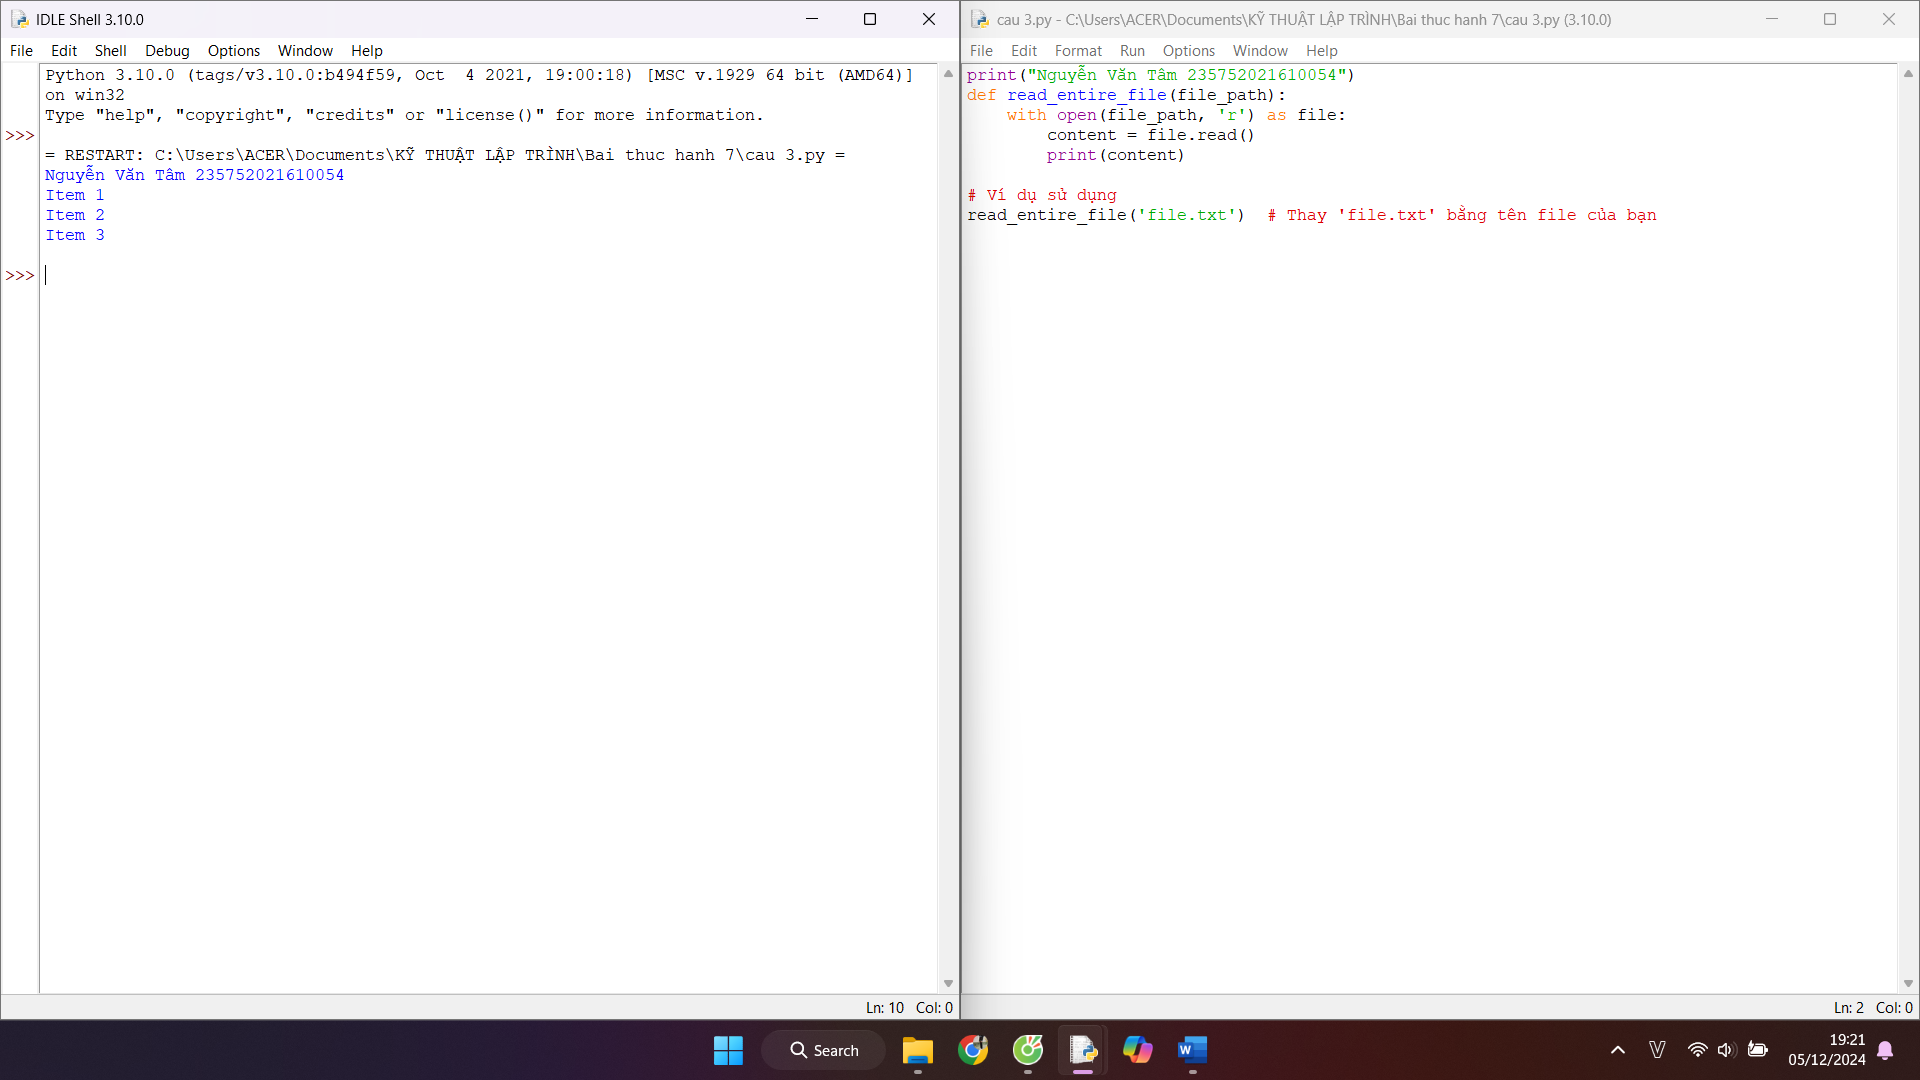 IDLE Shell 3.10.0
File Edit Shell Debug Options Window Help
Python 3.10.0 (tags/v3.10.0:b494f59, Oct  4 2021, 19:00:18) [MSC v.1929 64 bit (AMD64)]
on win32
Type "help", "copyright", "credits" or "license()" for more information.
>>>
= RESTART: C:\Users\ACER\Documents\KỸ THUẬT LẬP TRÌNH\Bai thuc hanh 7\cau 3.py =
Nguyễn Văn Tâm 235752021610054
Item 1
Item 2
Item 3
>>>
Ln: 10 Col: 0
cau 3.py - C:\Users\ACER\Documents\KỸ THUẬT LẬP TRÌNH\Bai thuc hanh 7\cau 3.py (3.10.0)
File Edit Format Run Options Window Help
print("Nguyễn Văn Tâm 235752021610054")
def read_entire_file(file_path):
    with open(file_path, 'r') as file:
        content = file.read()
        print(content)
# Ví dụ sử dụng
read_entire_file('file.txt')  # Thay 'file.txt' bằng tên file của bạn
Ln: 2 Col: 0
Search
19:21
05/12/2024